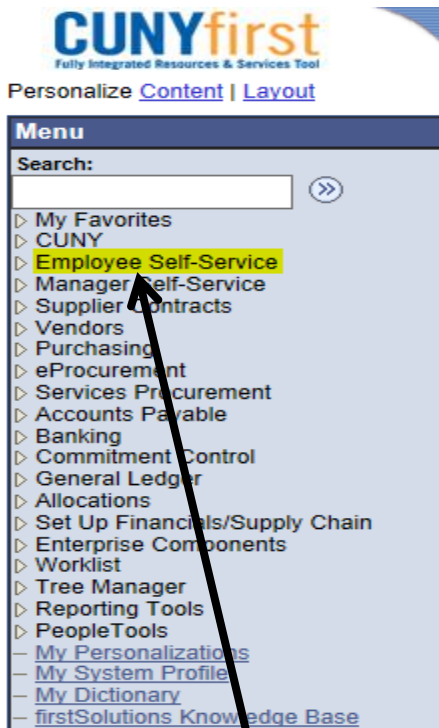 CUNYfirst
Fully Integrated Resources & Services Tool
Personalize Content | Layout
Menu
Search:
My Favorites
CUNY
Employee Self-Service
Manager Self-Service
Supplier Contracts
Vendors
Purchasing
eProcurement
Services Procurement
Accounts Payable
Banking
Commitment Control
General Ledger
Allocations
Set Up Financials/Supply Chain
Enterprise Components
Worklist
Tree Manager
Reporting Tools
PeopleTools
My Personalizations
My System Profile
My Dictionary
firstSolutions Knowledge Base